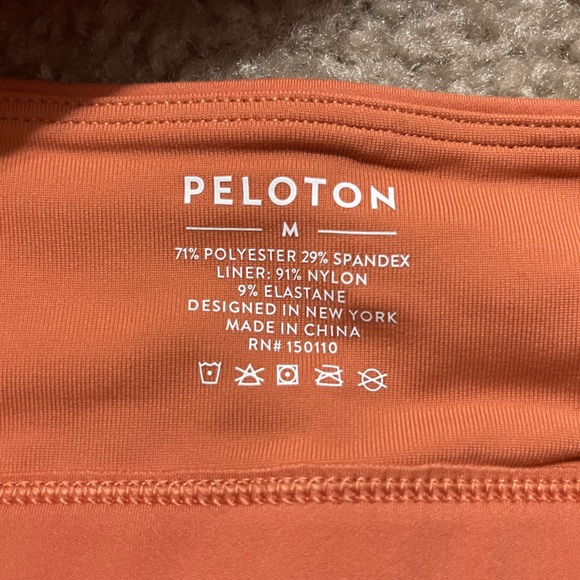 PELOTON
M
71% POLYESTER 29% SPANDEX
LINER: 91% NYLON
9% ELASTANE
DESIGNED IN NEW YORK
MADE IN CHINA
RN# 150110